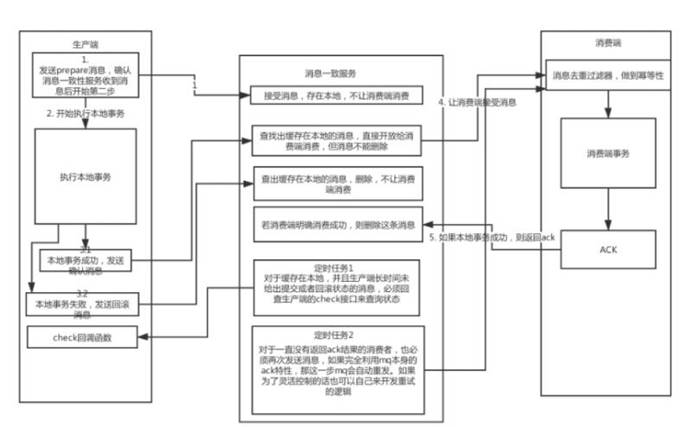 生产端
1.
发送prepare消息，确认
消息一致性服务收到消
息后开始第二步
2. 开始执行本地事务
执行本地事务
3.1
本地事务成功，发送
确认消息
3.2
本地事务失败，发送回滚
消息
check回调函数
1
消息一致服务
接受消息，存在本地，不让消费端消费
查找出缓存在本地的消息，直接开放给消
费端消费，但消息不能删除
查出缓存在本地的消息，删除，不让消费
端消费
若消费端明确消费成功，则删除这条消息
定时任务1
对于缓存在本地，并且生产端长时间未
给出提交或者回滚状态的消息，必须回
查生产端的check接口来查询状态
定时任务2
对于一直没有返回ack结果的消费者，也必
须再次发送消息，如果完全利用mq本身的
ack特性，那这一步mq会自动重发。如果
为了灵活控制的话也可以自己来开发重试
的逻辑
4. 让消费端接受消息
5. 如果本地事务成功，则返回ack
消费端
消息去重过滤器，做到幂等性
消费端事务
ACK